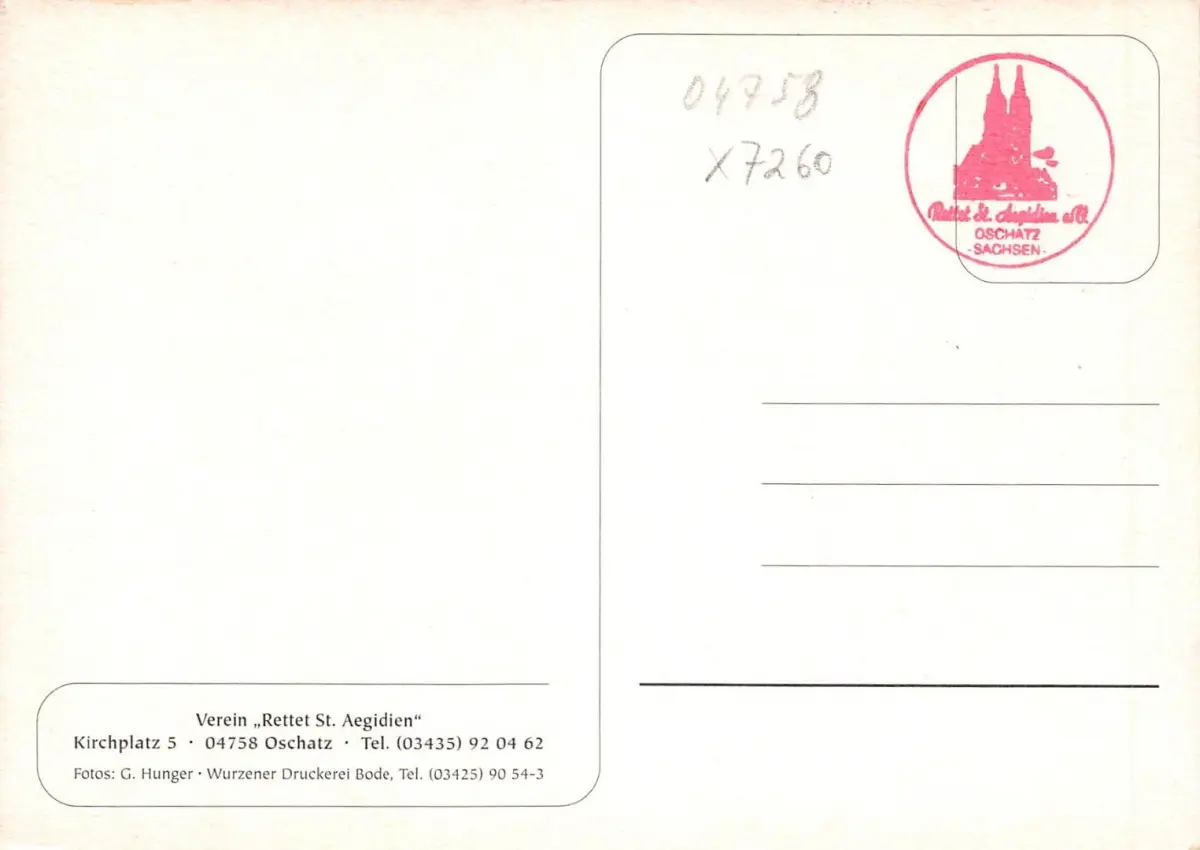 04758
X7260
Rettet St. Aegidien e.V.
OSCHATZ
-SACHSEN-
Verein „Rettet St. Aegidien“
Kirchplatz 5 · 04758 Oschatz · Tel. (03435) 92 04 62
Fotos: G. Hunger · Wurzener Druckerei Bode, Tel. (03425) 90 54-3